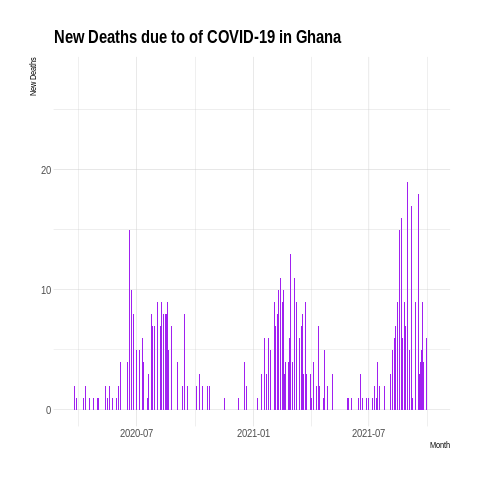 New Deaths due to of COVID-19 in Ghana
New Deaths
20
10
0
2020-07
2021-01
2021-07
Month